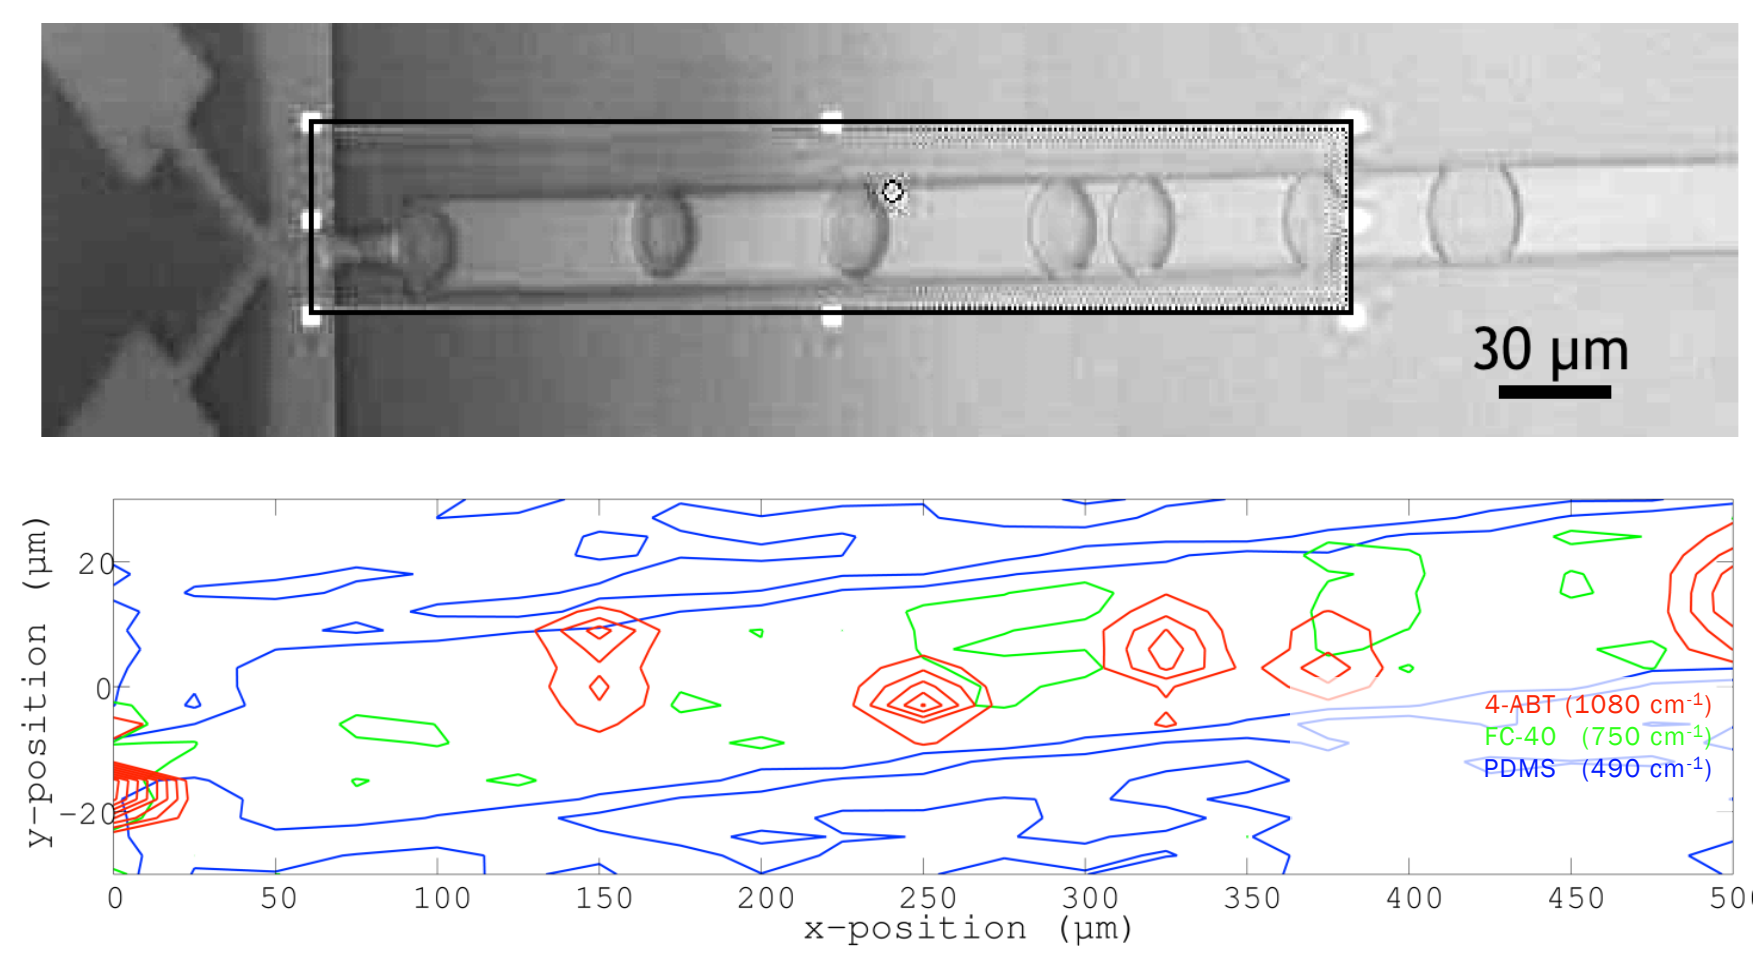 30 µm
y-position (µm)
20
0
-20
4-ABT (1080 cm⁻¹)
FC-40 (750 cm⁻¹)
PDMS (490 cm⁻¹)
0 50 100 150 200 250 300 350 400 450 500
x-position (µm)